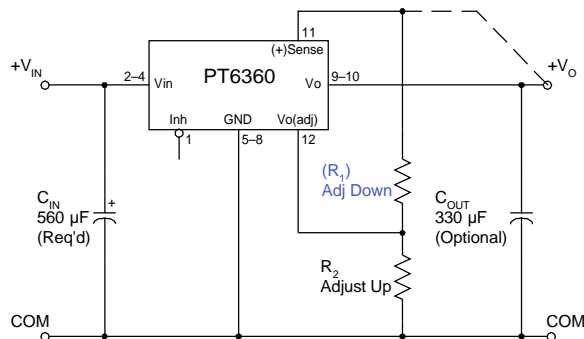 11
(+)Sense
+V_IN
2–4
Vin
PT6360
Vo
9–10
+V_O
Inh
GND
Vo(adj)
1
5–8
12
(R_1)
Adj Down
C_IN
560 µF
(Req'd)
+
R_2
Adjust Up
C_OUT
330 µF
(Optional)
COM
COM